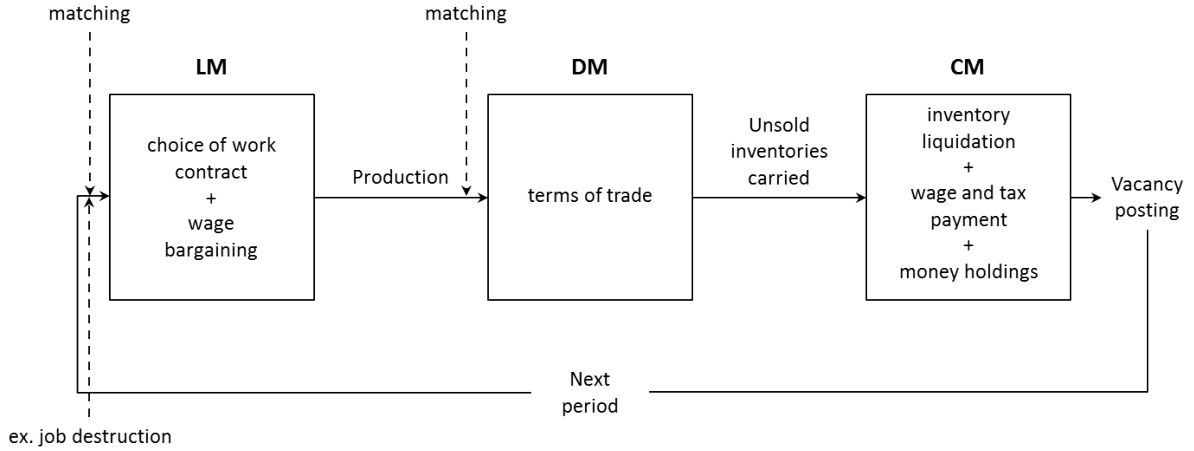 matching
matching
LM
DM
CM
choice of work
contract
+
wage
bargaining
Production
terms of trade
Unsold
inventories
carried
inventory
liquidation
+
wage and tax
payment
+
money holdings
Vacancy
posting
Next
period
ex. job destruction